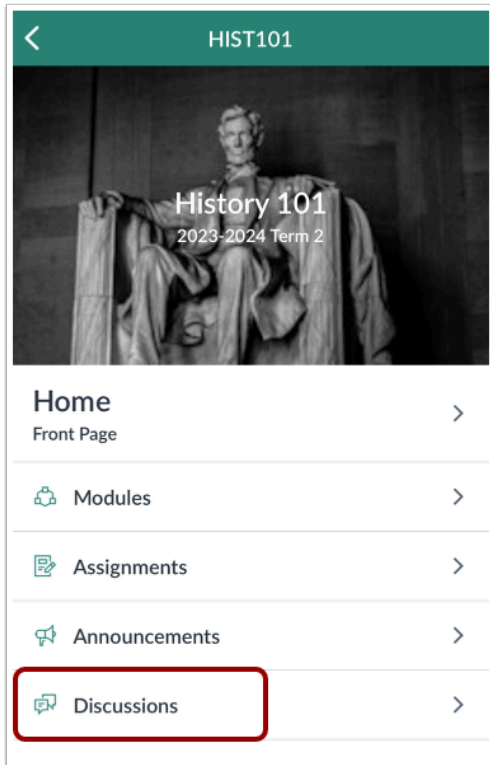 HIST101
History 101
2023-2024 Term 2
Home
Front Page
Modules
Assignments
Announcements
Discussions